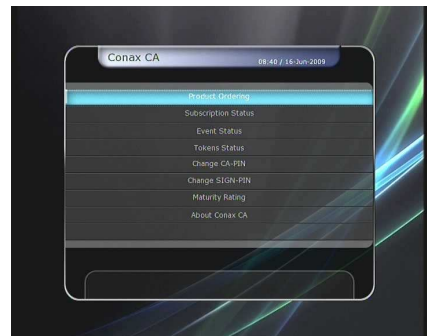 Conax CA
08:40 / 16-Jun-2009
Product Ordering
Subscription Status
Event Status
Tokens Status
Change CA-PIN
Change SIGN-PIN
Maturity Rating
About Conax CA